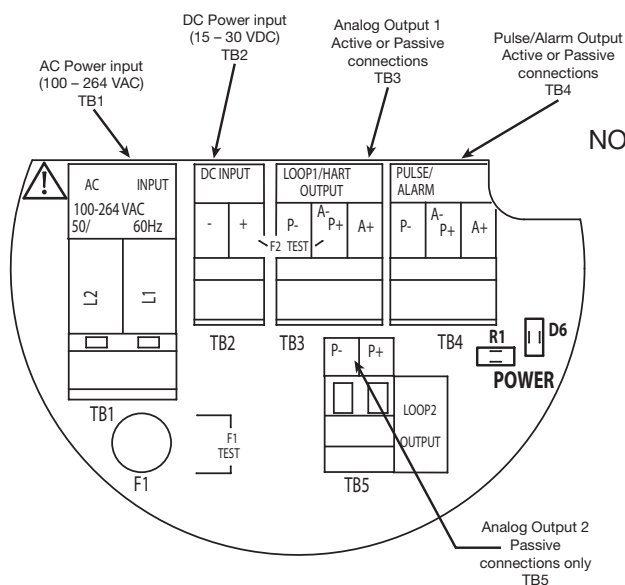 DC Power input
(15 – 30 VDC)
TB2
Analog Output 1
Active or Passive
connections
TB3
Pulse/Alarm Output
Active or Passive
connections
TB4
AC Power input
(100 – 264 VAC)
TB1
NO
AC INPUT
100-264 VAC
50/ 60Hz
L2 L1
DC INPUT
- +
LOOP1/HART
OUTPUT
P- A- P+ A+
F2 TEST
PULSE/
ALARM
P- A- P+ A+
TB2
TB3
TB4
R1
D6
POWER
P- P+
LOOP2
OUTPUT
TB1
F1
TEST
F1
TB5
Analog Output 2
Passive
connections only
TB5